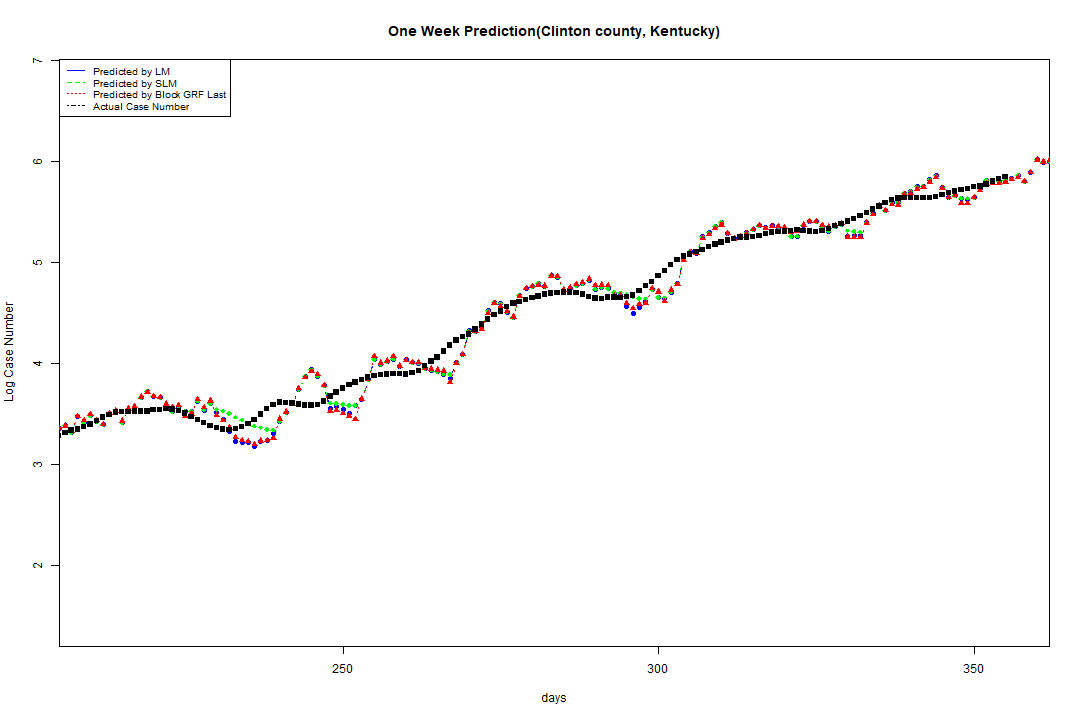 One Week Prediction(Clinton county, Kentucky)
7
Predicted by LM
Predicted by SLM
Predicted by Block GRF Last
Actual Case Number
6
5
4
3
2
Log Case Number
250
300
350
days